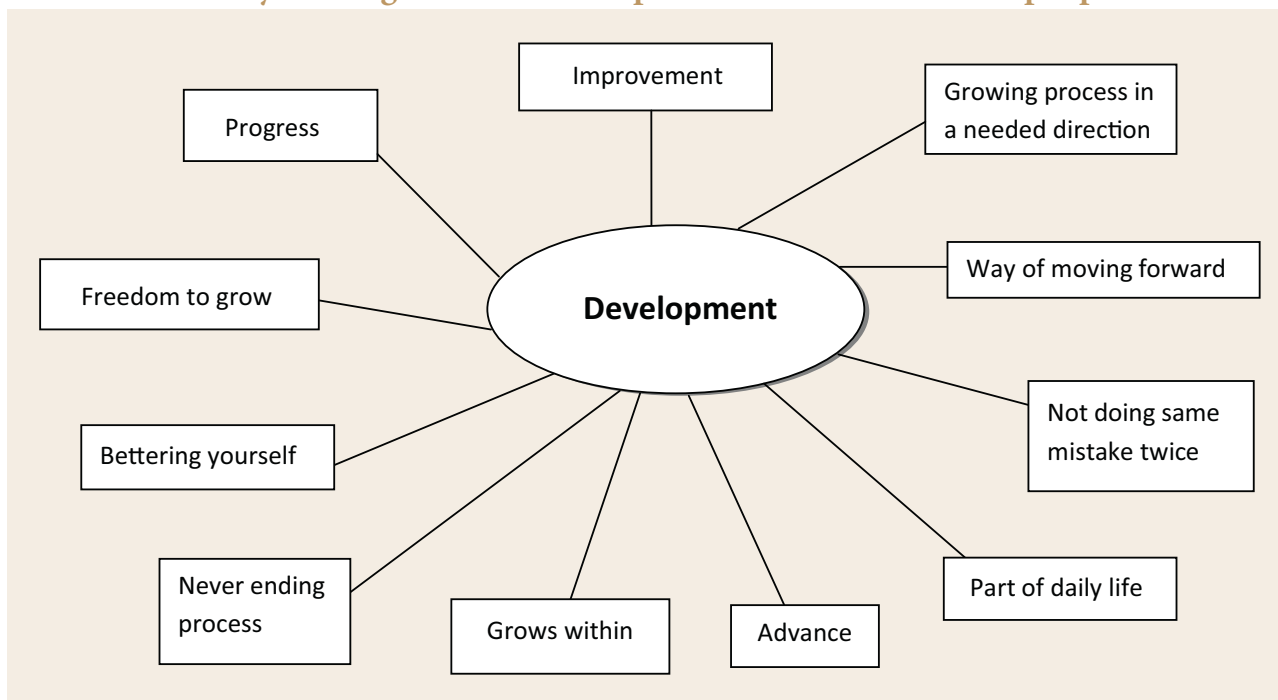 Improvement
Growing process in
a needed direction
Progress
Way of moving forward
Freedom to grow
Development
Not doing same
mistake twice
Bettering yourself
Never ending
process
Part of daily life
Grows within
Advance